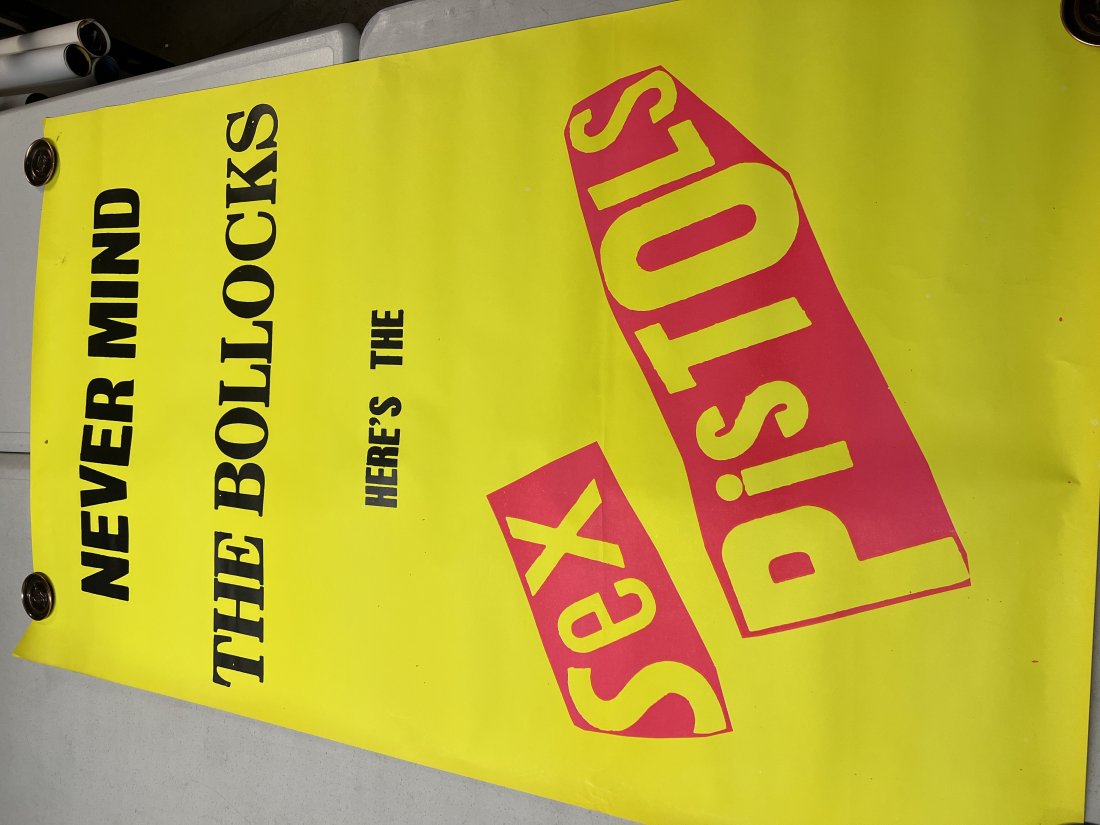 NEVER MIND
THE BOLLOCKS
HERE'S THE
Sex
PisTOLs